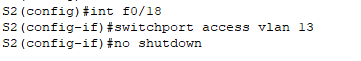 S2(config)#int f0/18
S2(config-if)#switchport access vlan 13
S2(config-if)#no shutdown